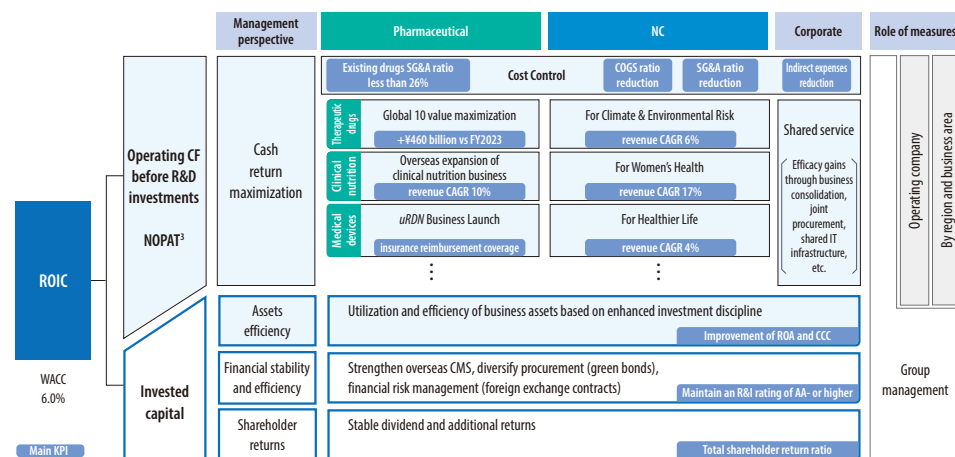 Management
perspective
Pharmaceutical
NC
Corporate
Role of measures
Existing drugs SG&A ratio
less than 26%
Cost Control
COGS ratio
reduction
SG&A ratio
reduction
Indirect expenses
reduction
Operating CF
before R&D
investments
NOPAT3
Cash
return
maximization
Therapeutic
drugs
Global 10 value maximization
+¥460 billion vs FY2023
For Climate & Environmental Risk
revenue CAGR 6%
Clinical
nutrition
Overseas expansion of
clinical nutrition business
revenue CAGR 10%
For Women's Health
revenue CAGR 17%
Medical
devices
uRDN Business Launch
insurance reimbursement coverage
For Healthier Life
revenue CAGR 4%
Shared service
Efficacy gains
through business
consolidation,
joint
procurement,
shared IT
infrastructure,
etc.
Operating company
By region and business area
ROIC
WACC
6.0%
Invested
capital
Assets
efficiency
Utilization and efficiency of business assets based on enhanced investment discipline
Improvement of ROA and CCC
Financial stability
and efficiency
Strengthen overseas CMS, diversify procurement (green bonds),
financial risk management (foreign exchange contracts)
Maintain an R&I rating of AA- or higher
Shareholder
returns
Stable dividend and additional returns
Total shareholder return ratio
Group
management
Main KPI